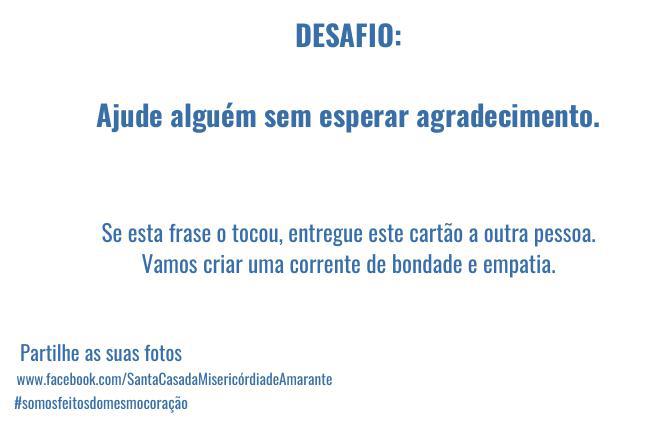 DESAFIO:
Ajude alguém sem esperar agradecimento.
Se esta frase o tocou, entregue este cartão a outra pessoa.
Vamos criar uma corrente de bondade e empatia.
Partilhe as suas fotos
www.facebook.com/SantaCasadaMisericórdiadeAmarante
#somosfeitosdomesmocoração